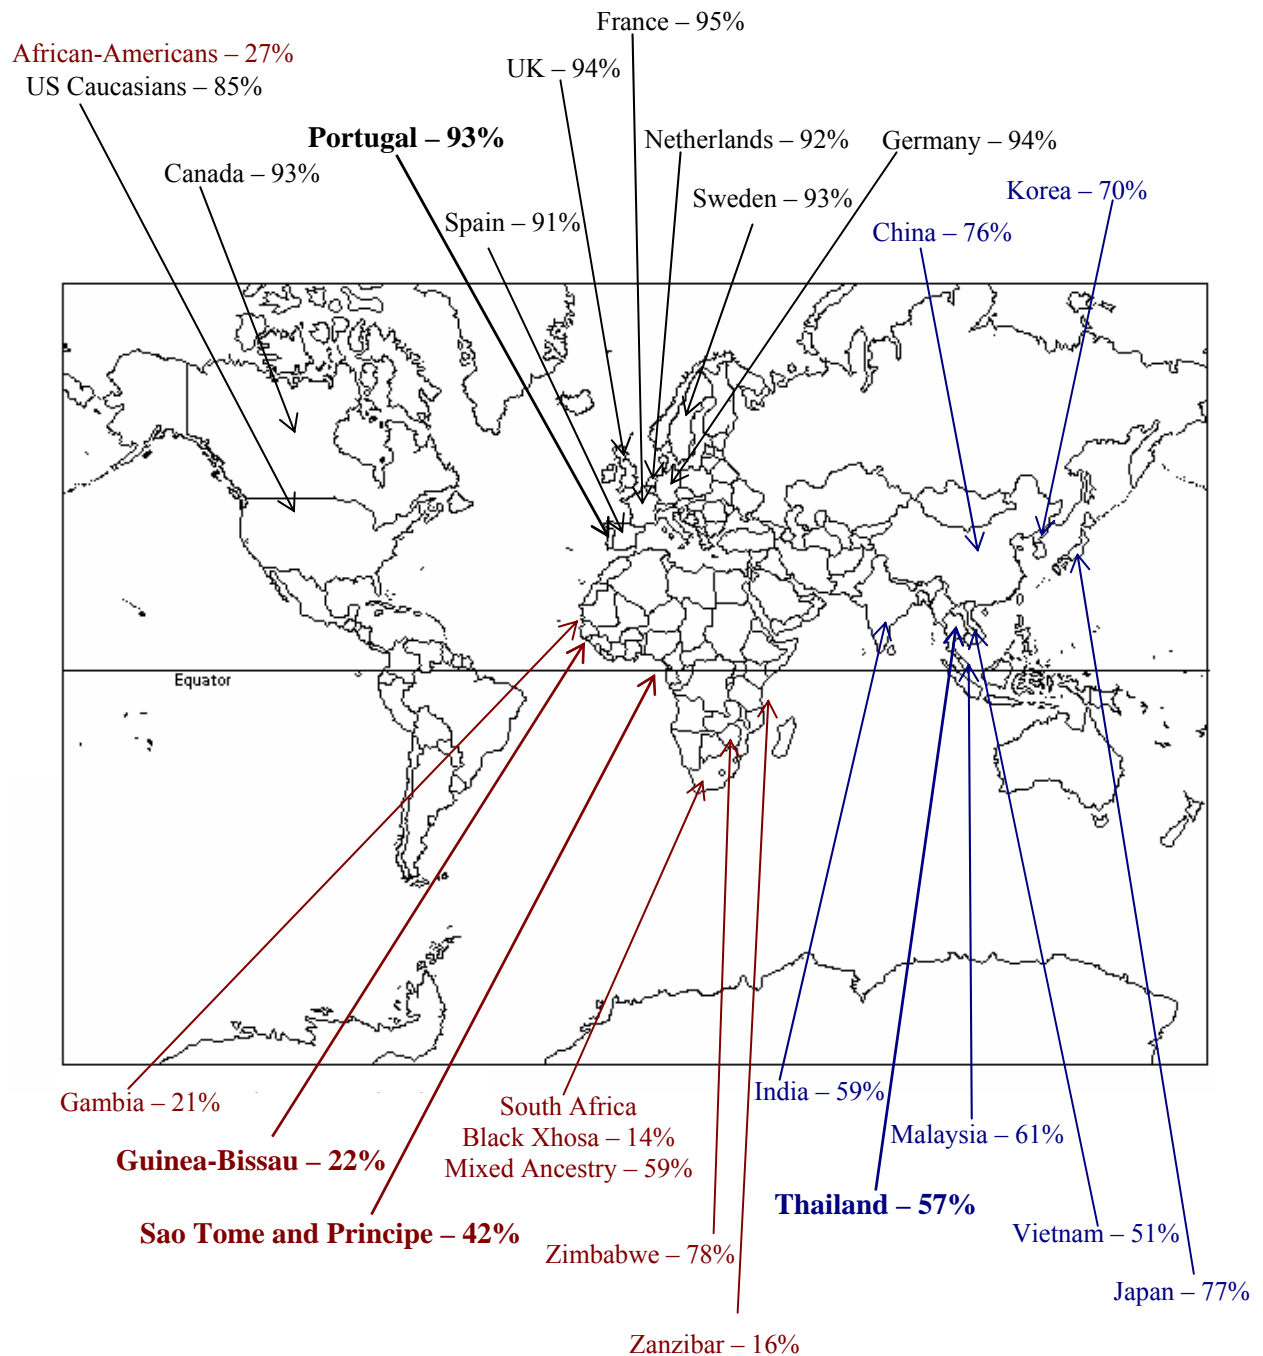 France – 95%
African-Americans – 27%
UK – 94%
US Caucasians – 85%
Portugal – 93%
Netherlands – 92%
Germany – 94%
Canada – 93%
Sweden – 93%
Korea – 70%
Spain – 91%
China – 76%
Equator
India – 59%
Gambia – 21%
South Africa
Black Xhosa – 14%
Mixed Ancestry – 59%
Malaysia – 61%
Guinea-Bissau – 22%
Thailand – 57%
Sao Tome and Principe – 42%
Vietnam – 51%
Zimbabwe – 78%
Japan – 77%
Zanzibar – 16%